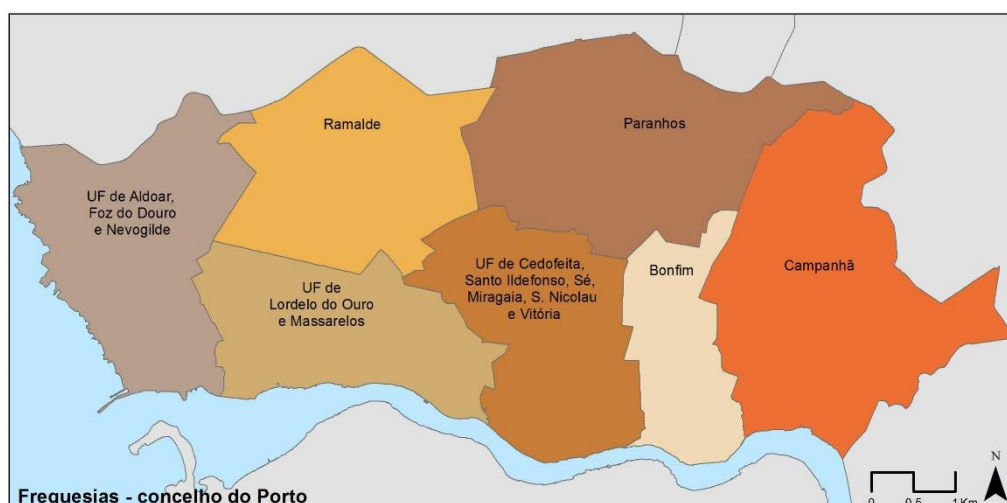 Ramalde
Paranhos
UF de Aldoar,
Foz do Douro
e Nevogilde
UF de Cedofeita,
Santo Ildefonso, Sé,
Miragaia, S. Nicolau
e Vitória
Bonfim
Campanhã
UF de
Lordelo do Ouro
e Massarelos
N
0 0,5 1 Km
Freguesias - concelho do Porto